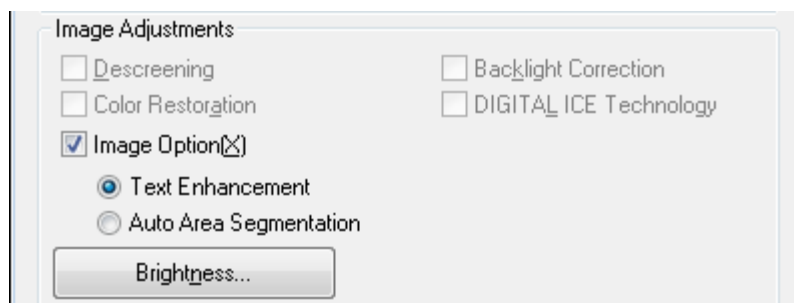 Image Adjustments
Descreening
Backlight Correction
Color Restoration
DIGITAL ICE Technology
Image Option(X)
Text Enhancement
Auto Area Segmentation
Brightness...